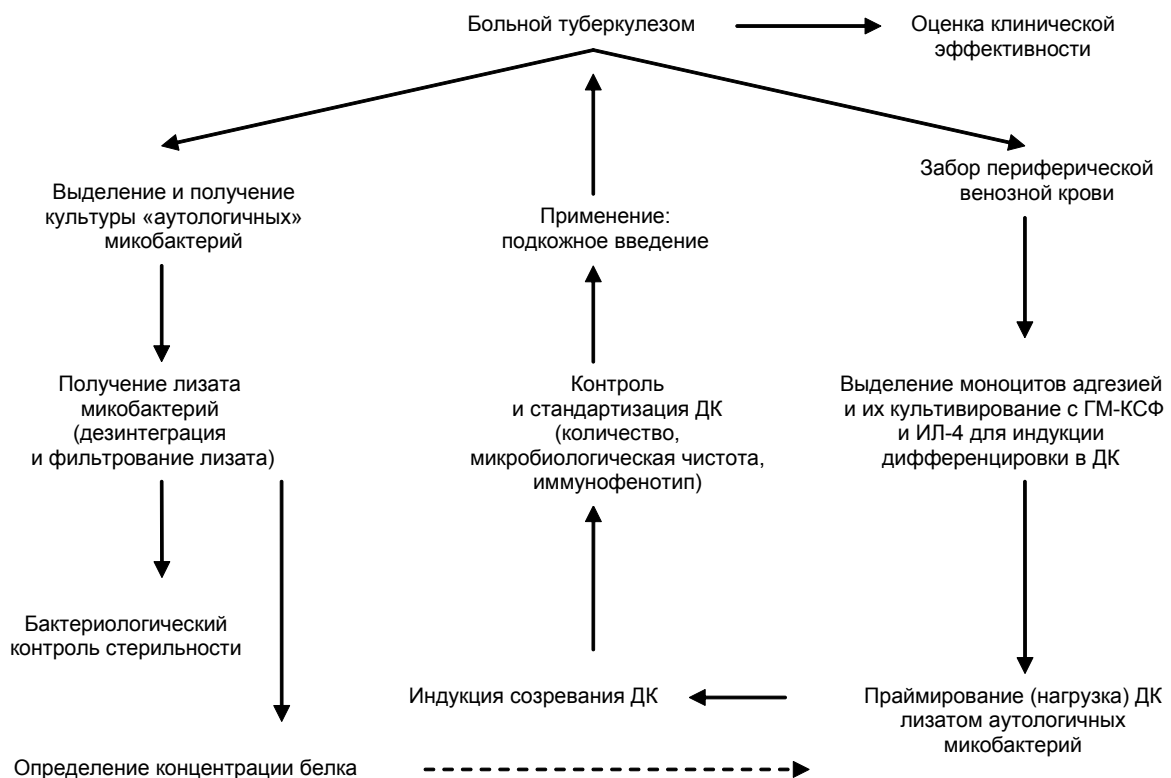 Больной туберкулезом
Оценка клинической
эффективности
Выделение и получение
культуры «аутологичных»
микобактерий
Применение:
подкожное введение
Забор периферической
венозной крови
Получение лизата
микобактерий
(дезинтеграция
и фильтрование лизата)
Контроль
и стандартизация ДК
(количество,
микробиологическая чистота,
иммунофенотип)
Выделение моноцитов адгезией
и их культивирование с ГМ-КСФ
и ИЛ-4 для индукции
дифференцировки в ДК
Бактериологический
контроль стерильности
Индукция созревания ДК
Праймирование (нагрузка) ДК
лизатом аутологичных
микобактерий
Определение концентрации белка